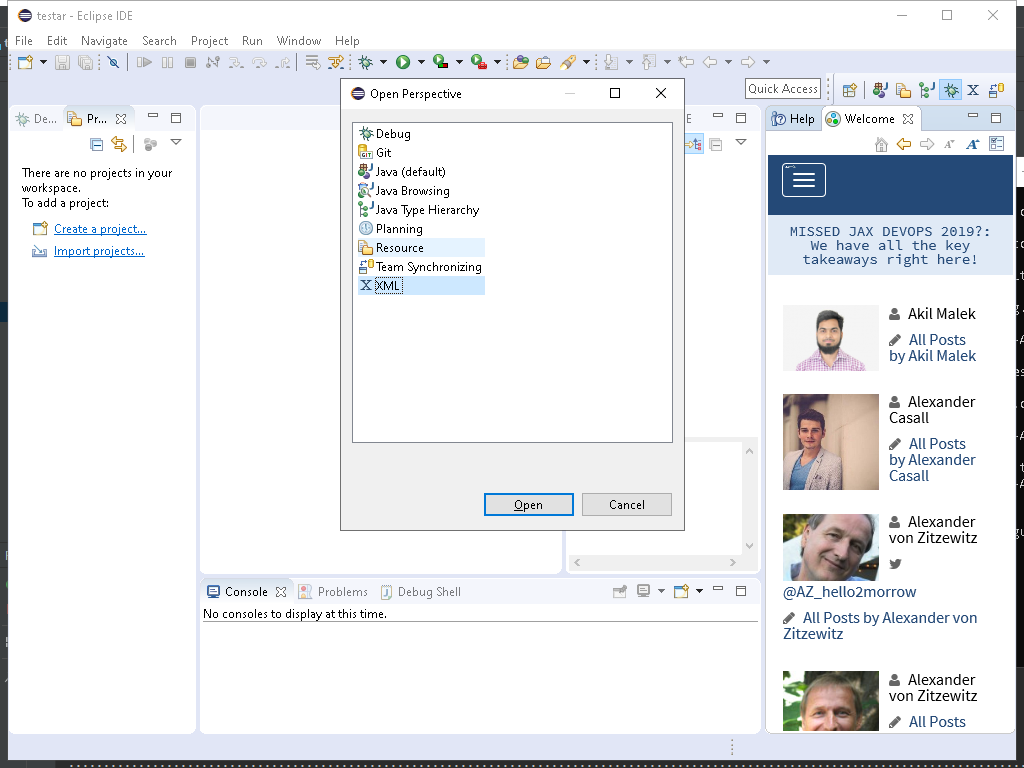 testar - Eclipse IDE
File Edit Navigate Search Project Run Window Help
Quick Access
De... Pr...
There are no projects in your
workspace.
To add a project:
Create a project...
Import projects...
E
Open Perspective
Debug
GIT Git
Java (default)
Java Browsing
Java Type Hierarchy
Planning
Resource
Team Synchronizing
X XML
Open Cancel
Console Problems Debug Shell
No consoles to display at this time.
Help Welcome
MISSED JAX DEVOPS 2019?:
We have all the key
takeaways right here!
Akil Malek
All Posts
by Akil Malek
Alexander
Casall
All Posts
by Alexander
Casall
Alexander
von Zitzewitz
@AZ_hello2morrow
All Posts by Alexander von
Zitzewitz
Alexander
von Zitzewitz
All Posts